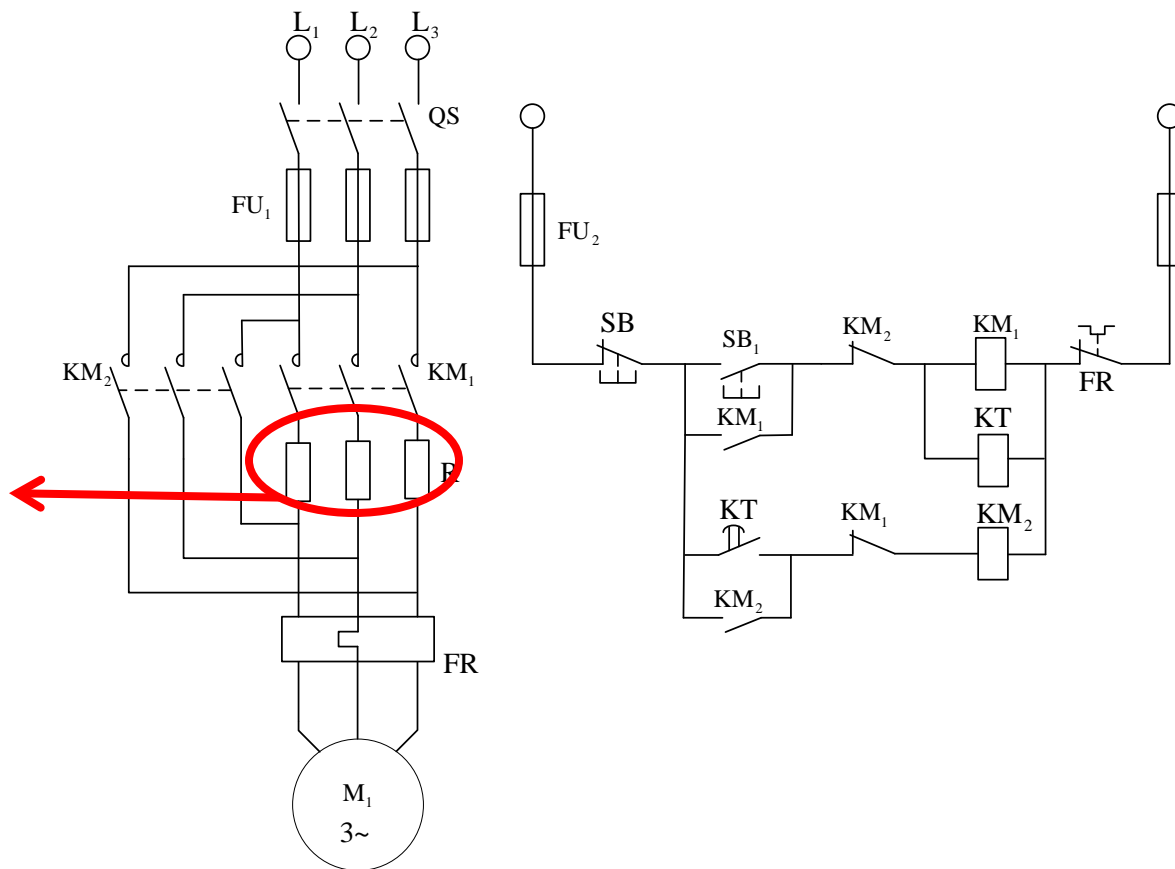 L₁ L₂ L₃
QS
FU₁
KM₂
KM₁
R
FR
M₁
3~
FU₂
SB
SB₁
KM₂
KM₁
FR
KM₁
KT
KT
KM₁
KM₂
KM₂